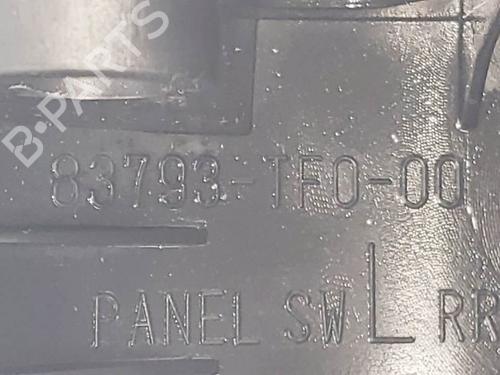 B·PARTS
83793-TF0-00
PANEL SW L RR